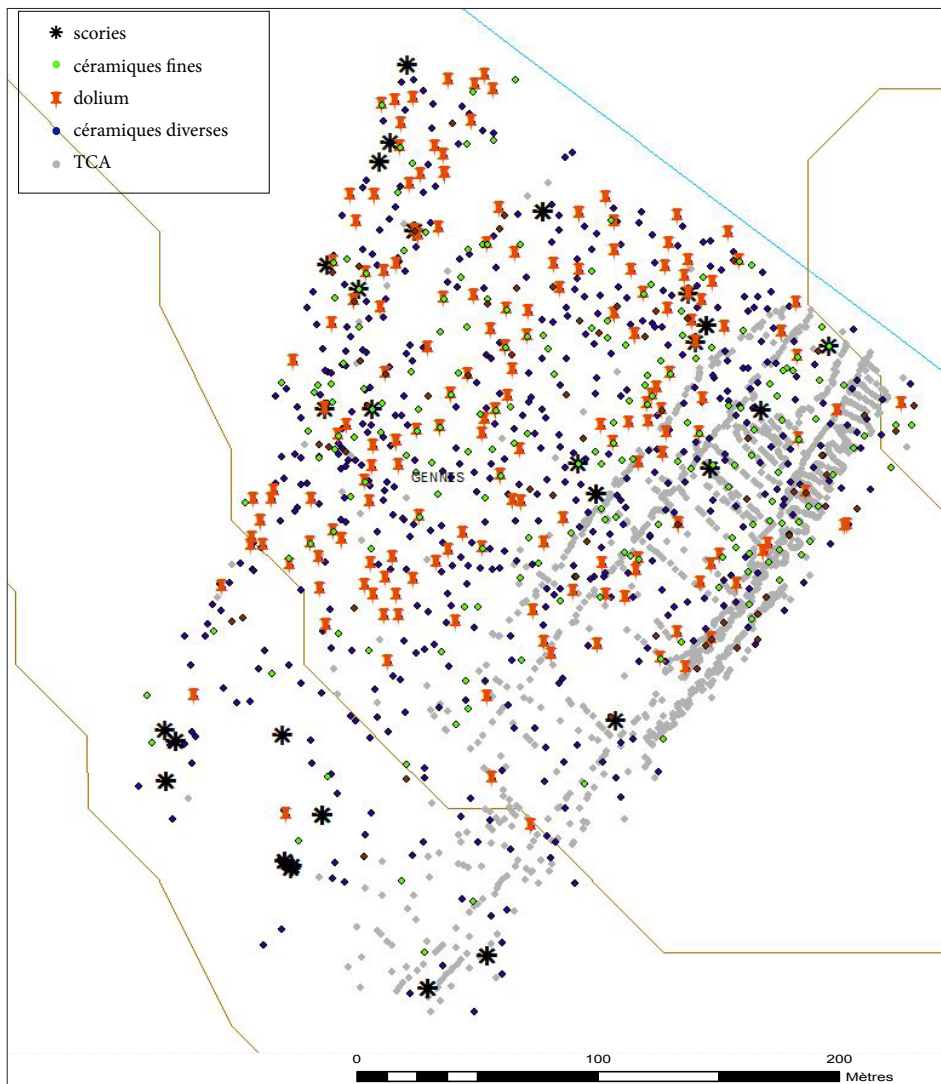 scories
céramiques fines
dolium
céramiques diverses
TCA
GENNES
0 100 200
Mètres